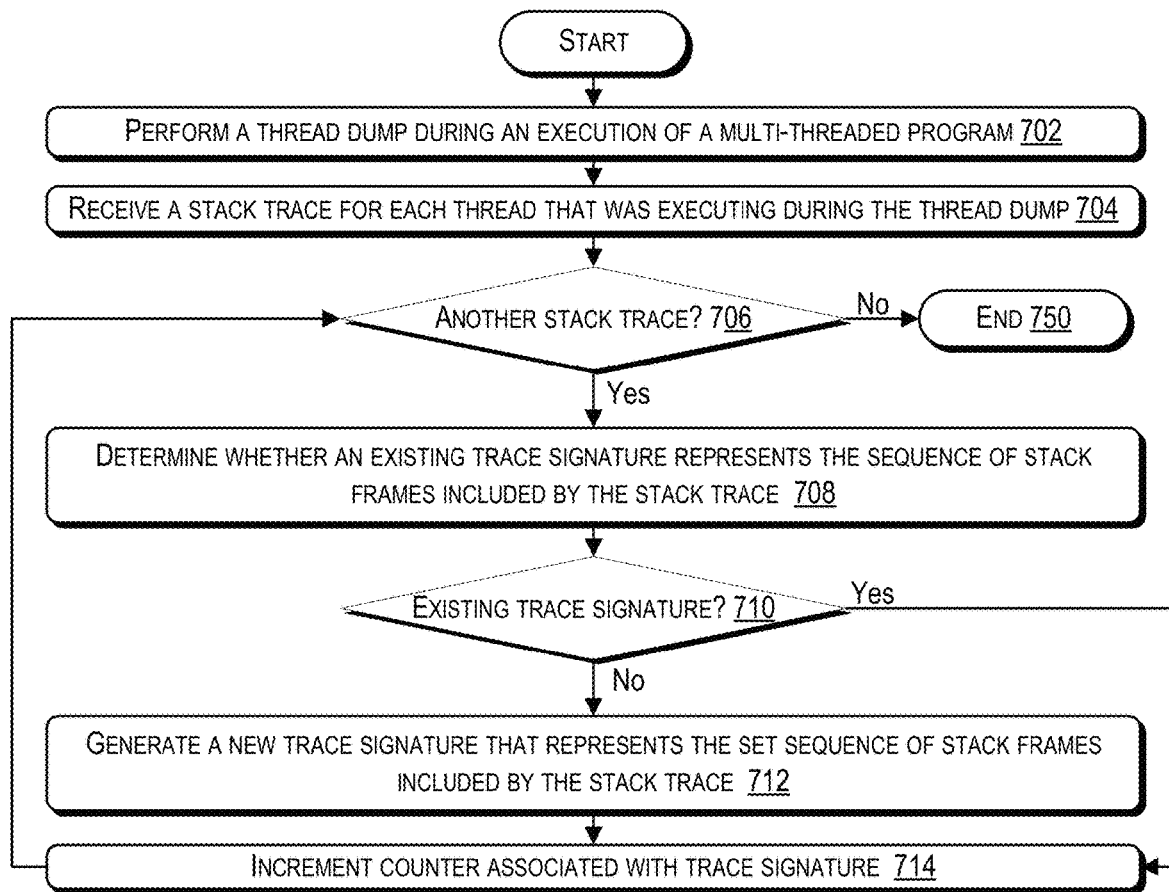 START
PERFORM A THREAD DUMP DURING AN EXECUTION OF A MULTI-THREADED PROGRAM 702
RECEIVE A STACK TRACE FOR EACH THREAD THAT WAS EXECUTING DURING THE THREAD DUMP 704
ANOTHER STACK TRACE? 706
No
END 750
Yes
DETERMINE WHETHER AN EXISTING TRACE SIGNATURE REPRESENTS THE SEQUENCE OF STACK
FRAMES INCLUDED BY THE STACK TRACE 708
EXISTING TRACE SIGNATURE? 710
Yes
No
GENERATE A NEW TRACE SIGNATURE THAT REPRESENTS THE SET SEQUENCE OF STACK FRAMES
INCLUDED BY THE STACK TRACE 712
INCREMENT COUNTER ASSOCIATED WITH TRACE SIGNATURE 714